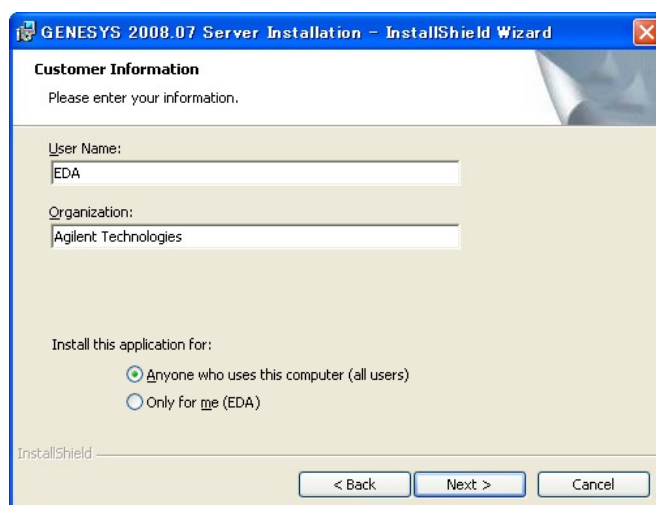 GENESYS 2008.07 Server Installation - InstallShield Wizard
Customer Information
Please enter your information.
User Name:
EDA
Organization:
Agilent Technologies
Install this application for:
Anyone who uses this computer (all users)
Only for me (EDA)
InstallShield
< Back
Next >
Cancel